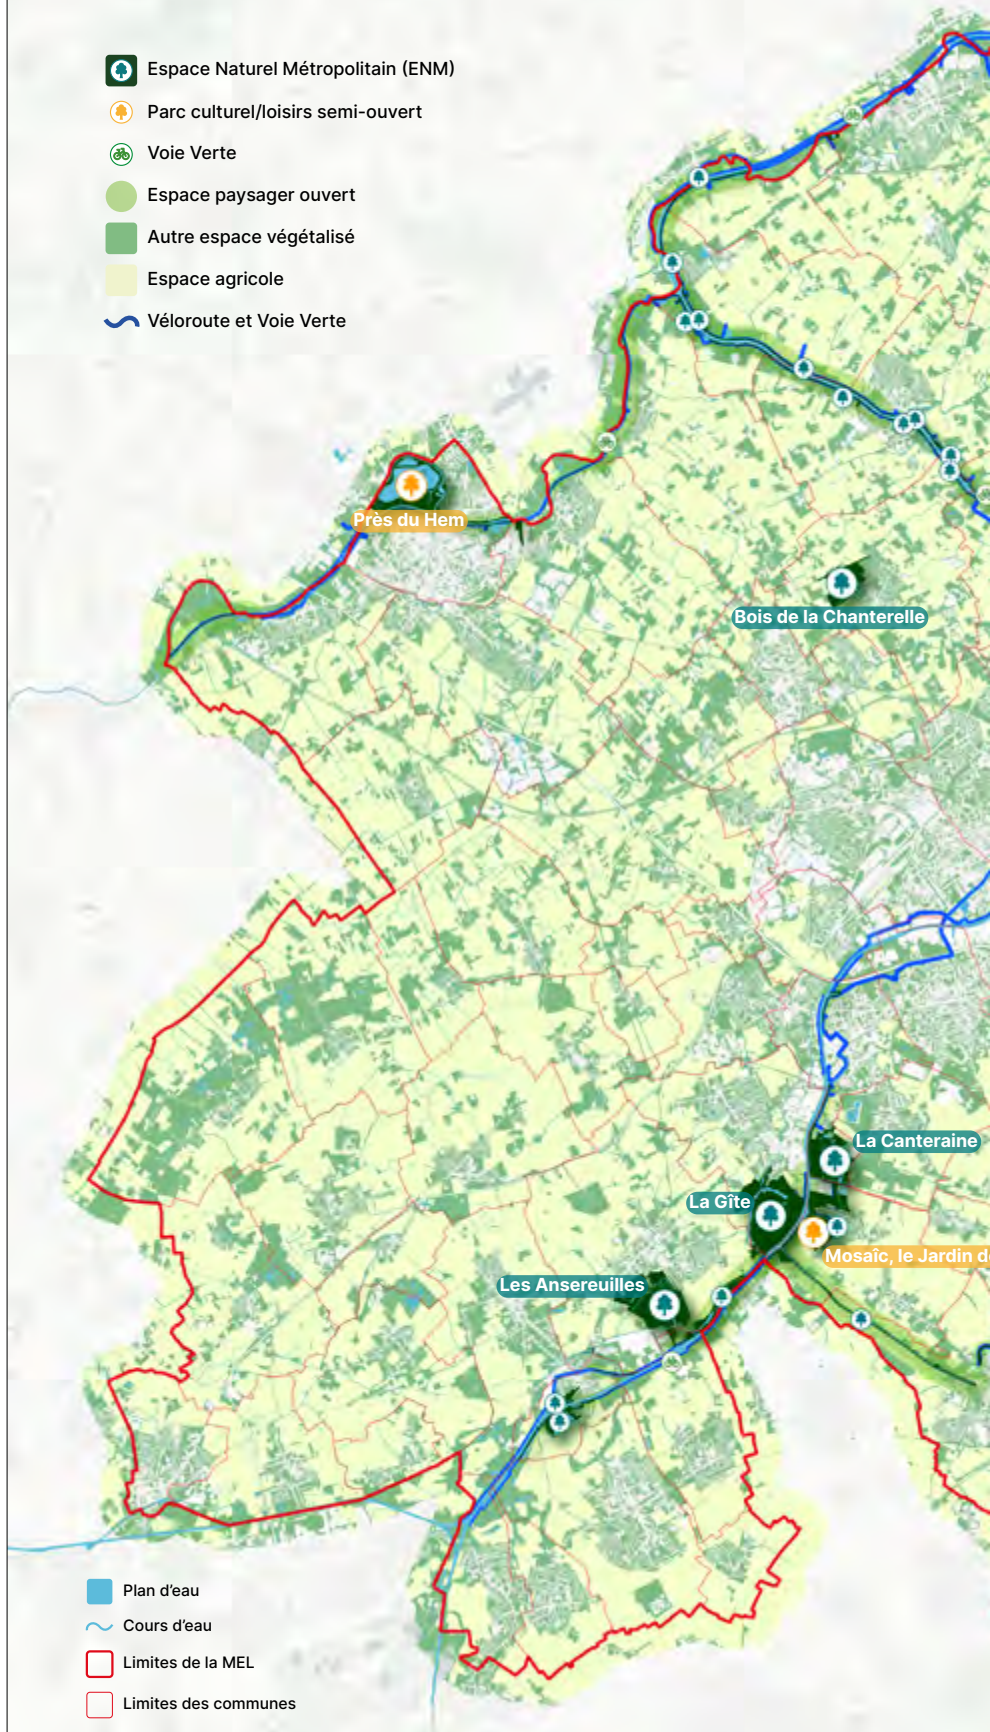 Espace Naturel Métropolitain (ENM)
Parc culturel/loisirs semi-ouvert
Voie Verte
Espace paysager ouvert
Autre espace végétalisé
Espace agricole
Véloroute et Voie Verte
Près du Hem
Bois de la Chanterelle
La Canteraine
La Gîte
Mosaîc, le Jardin de
Les Ansereuilles
Plan d'eau
Cours d'eau
Limites de la MEL
Limites des communes